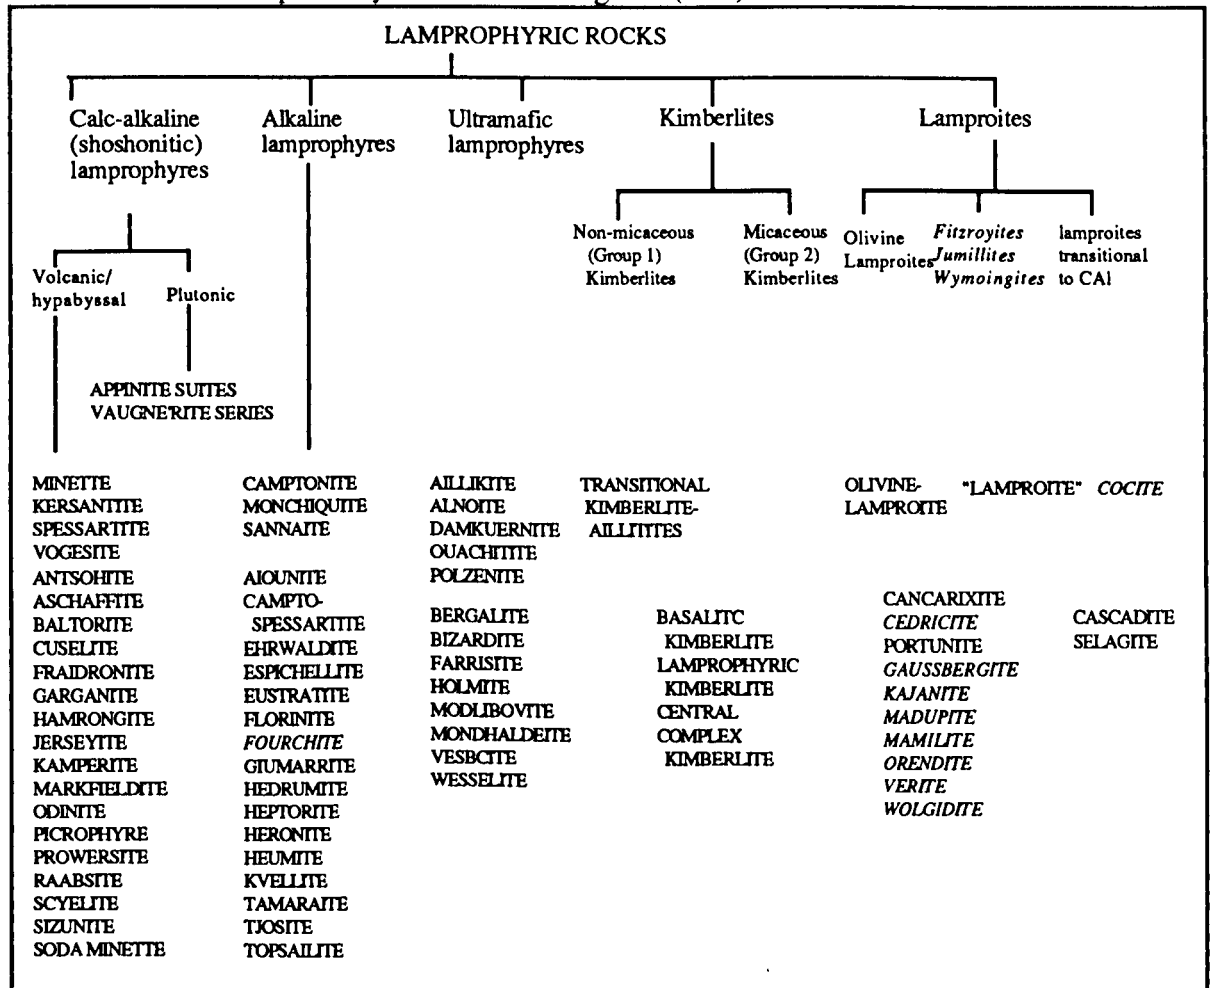 LAMPROPHYRIC ROCKS
Calc-alkaline
(shoshonitic)
lamprophyres
Alkaline
lamprophyres
Ultramafic
lamprophyres
Kimberlites
Lamproites
Volcanic/
hypabyssal
Plutonic
Non-micaceous
(Group 1)
Kimberlites
Micaceous
(Group 2)
Kimberlites
Olivine
Lamproites
Fitzroyites
Jumillites
Wymoingites
lamproites
transitional
to CAl
APPINITE SUITES
VAUGNE'RITE SERIES
MINETTE
KERSANTITE
SPESSARTITE
VOGESITE
ANTSOHITE
ASCHAFFITE
BALTORITE
CUSELITE
FRAIDRONITE
GARGANITE
HAMRONGITE
JERSEYITE
KAMPERITE
MARKFIELDITE
ODINITE
PICROPHYRE
PROWERSITE
RAABSITE
SCYELITE
SIZUNITE
SODA MINETTE
CAMPTONITE
MONCHIQUITE
SANNAITE
AIOUNITE
CAMPTO-
SPESSARTITE
EHRWALDITE
ESPICHELLITE
EUSTRATITE
FLORINITE
FOURCHITE
GIUMARRITE
HEDRUMITE
HEPTORITE
HERONITE
HEUMITE
KVELLITE
TAMARAITE
TJOSITE
TOPSAILITE
AILLIKITE
ALNOITE
DAMKUERNITE
OUACHITITE
POLZENITE
BERGALITE
BIZARDITE
FARRISITE
HOLMITE
MODLIBOVITE
MONDHALDEITE
VESBCITE
WESSELITE
TRANSITIONAL
KIMBERLITE-
AILLITITES
BASALITC
KIMBERLITE
LAMPROPHYRIC
KIMBERLITE
CENTRAL
COMPLEX
KIMBERLITE
OLIVINE-
LAMPROITE
"LAMPROITE"
COCITE
CANCARIXITE
CEDRICITE
PORTUNITE
GAUSSBERGITE
KAJANITE
MADUPITE
MAMILITE
ORENDITE
VERITE
WOLGIDITE
CASCADITE
SELAGITE